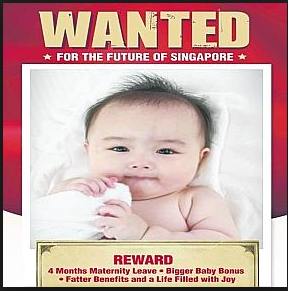 WANTED
★ FOR THE FUTURE OF SINGAPORE ★
REWARD
4 Months Maternity Leave • Bigger Baby Bonus
• Fatter Benefits and a Life Filled with Joy